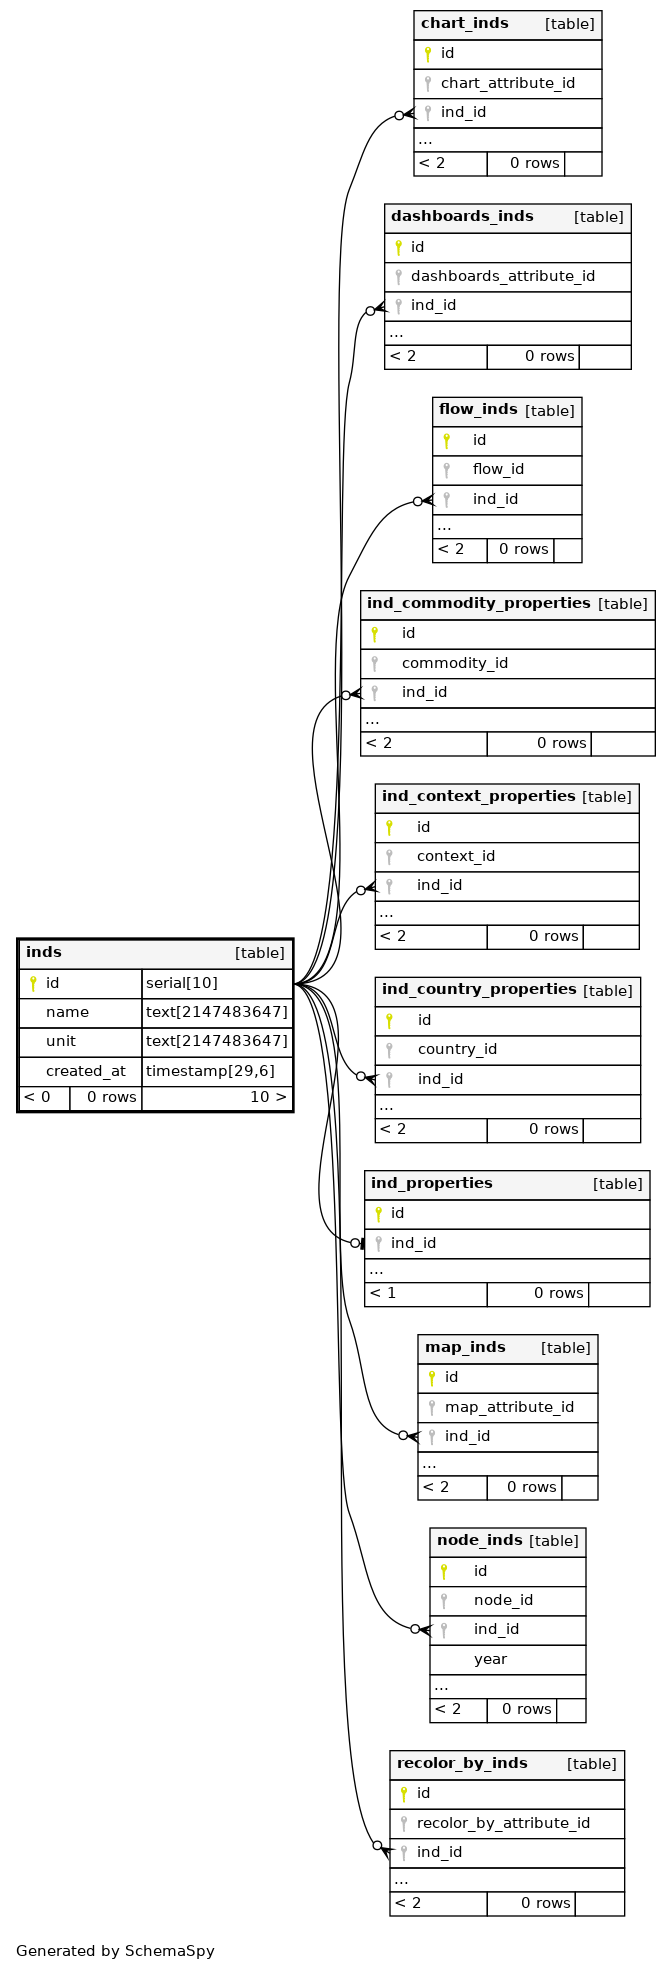 chart_inds [table]
id
chart_attribute_id
ind_id
...
< 2 0 rows
dashboards_inds [table]
id
dashboards_attribute_id
ind_id
...
< 2 0 rows
flow_inds [table]
id
flow_id
ind_id
...
< 2 0 rows
ind_commodity_properties [table]
id
commodity_id
ind_id
...
< 2 0 rows
ind_context_properties [table]
id
context_id
ind_id
...
< 2 0 rows
inds [table]
id serial[10]
name text[2147483647]
unit text[2147483647]
created_at timestamp[29,6]
< 0 0 rows 10 >
ind_country_properties [table]
id
country_id
ind_id
...
< 2 0 rows
ind_properties [table]
id
ind_id
...
< 1 0 rows
map_inds [table]
id
map_attribute_id
ind_id
...
< 2 0 rows
node_inds [table]
id
node_id
ind_id
year
...
< 2 0 rows
recolor_by_inds [table]
id
recolor_by_attribute_id
ind_id
...
< 2 0 rows
Generated by SchemaSpy